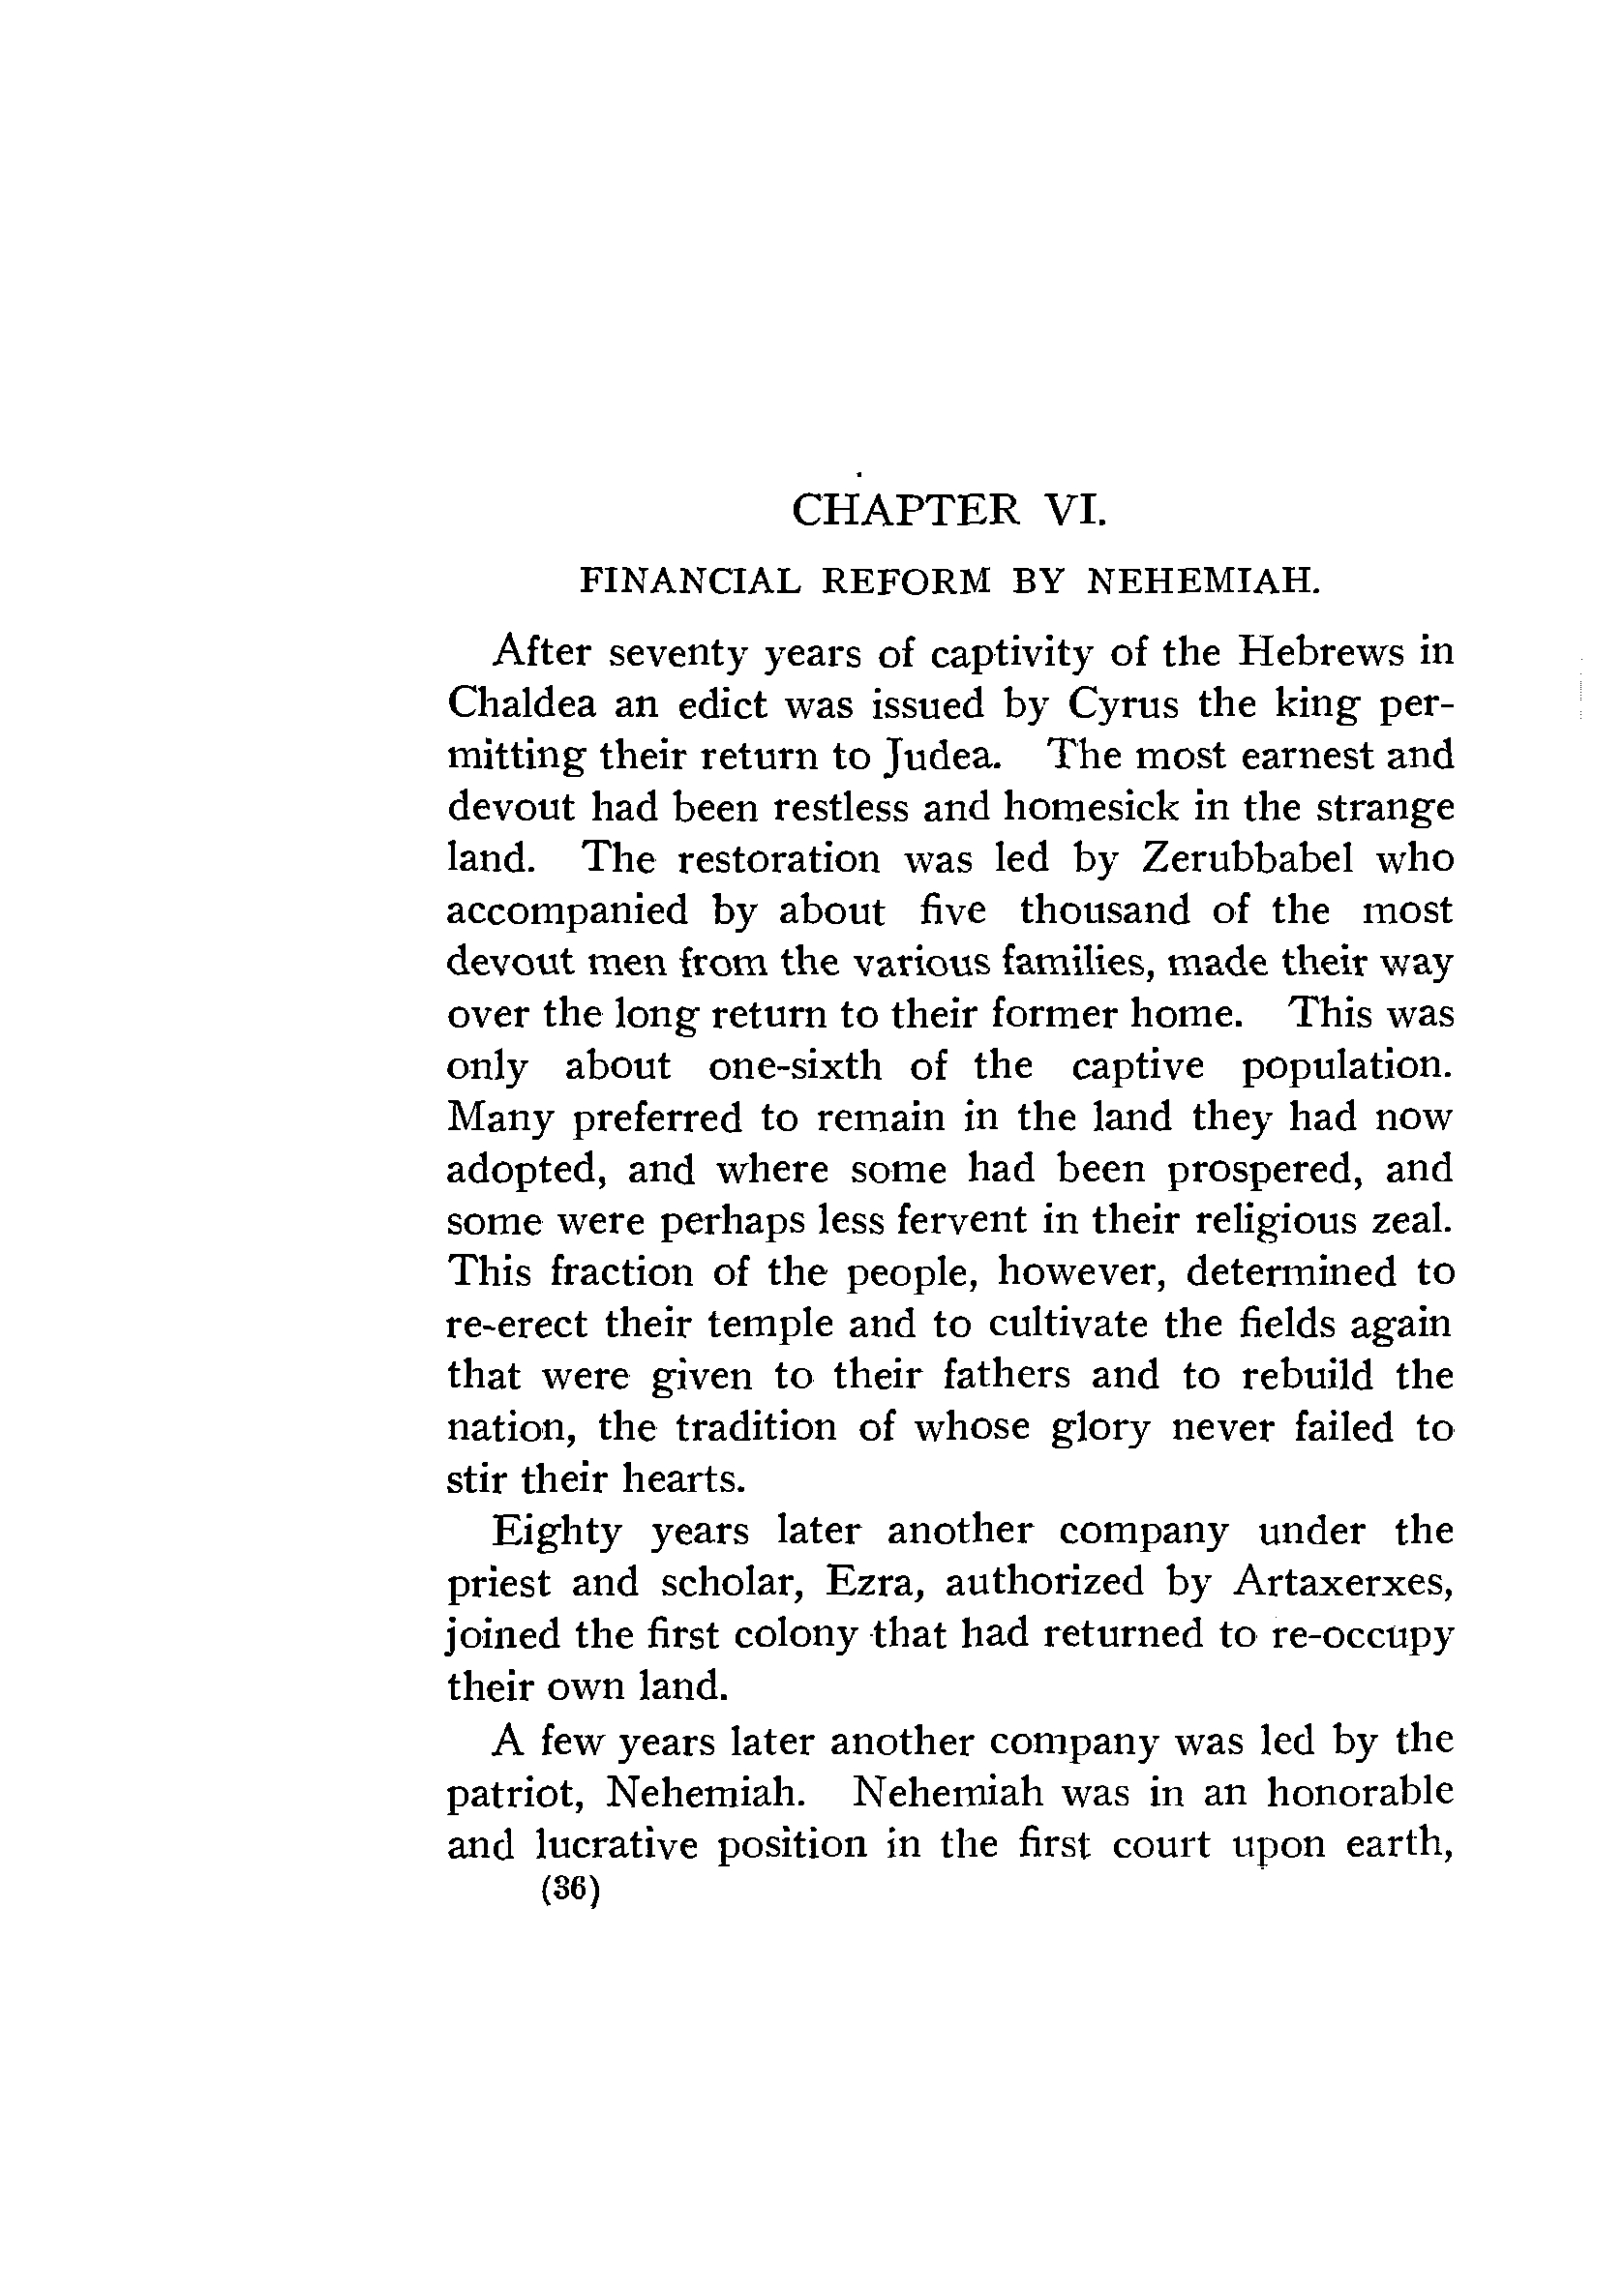 CHAPTER VI.
FINANCIAL REFORM BY NEHEMIAH.
After seventy years of captivity of the Hebrews in
Chaldea an edict was issued by Cyrus the king per-
mitting their return to Judea. The most earnest and
devout had been restless and homesick in the strange
land. The restoration was led by Zerubbabel who
accompanied by about five thousand of the most
devout men from the various families, made their way
over the long return to their former home. This was
only about one-sixth of the captive population.
Many preferred to remain in the land they had now
adopted, and where some had been prospered, and
some were perhaps less fervent in their religious zeal.
This fraction of the people, however, determined to
re-erect their temple and to cultivate the fields again
that were given to their fathers and to rebuild the
nation, the tradition of whose glory never failed to
stir their hearts.
Eighty years later another company under the
priest and scholar, Ezra, authorized by Artaxerxes,
joined the first colony that had returned to re-occupy
their own land.
A few years later another company was led by the
patriot, Nehemiah. Nehemiah was in an honorable
and lucrative position in the first court upon earth,
(36)